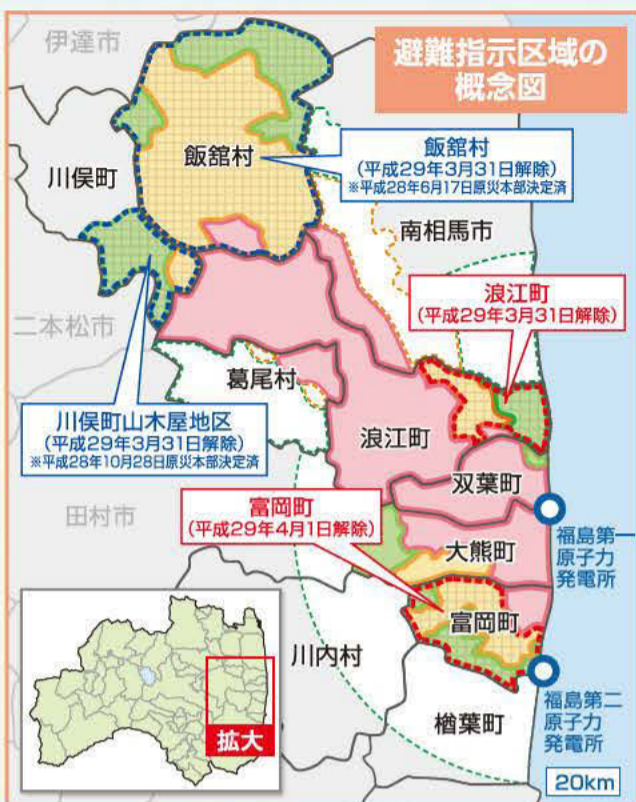 避難指示区域の
概念図
伊達市
飯舘村
川俣町
飯舘村
(平成29年3月31日解除)
※平成28年6月17日原災本部決定済
南相馬市
二本松市
浪江町
(平成29年3月31日解除)
葛尾村
川俣町山木屋地区
(平成29年3月31日解除)
※平成28年10月28日原災本部決定済
浪江町
双葉町
田村市
富岡町
(平成29年4月1日解除)
大熊町
福島第一
原子力
発電所
富岡町
川内村
福島第二
原子力
発電所
楢葉町
拡大
20km